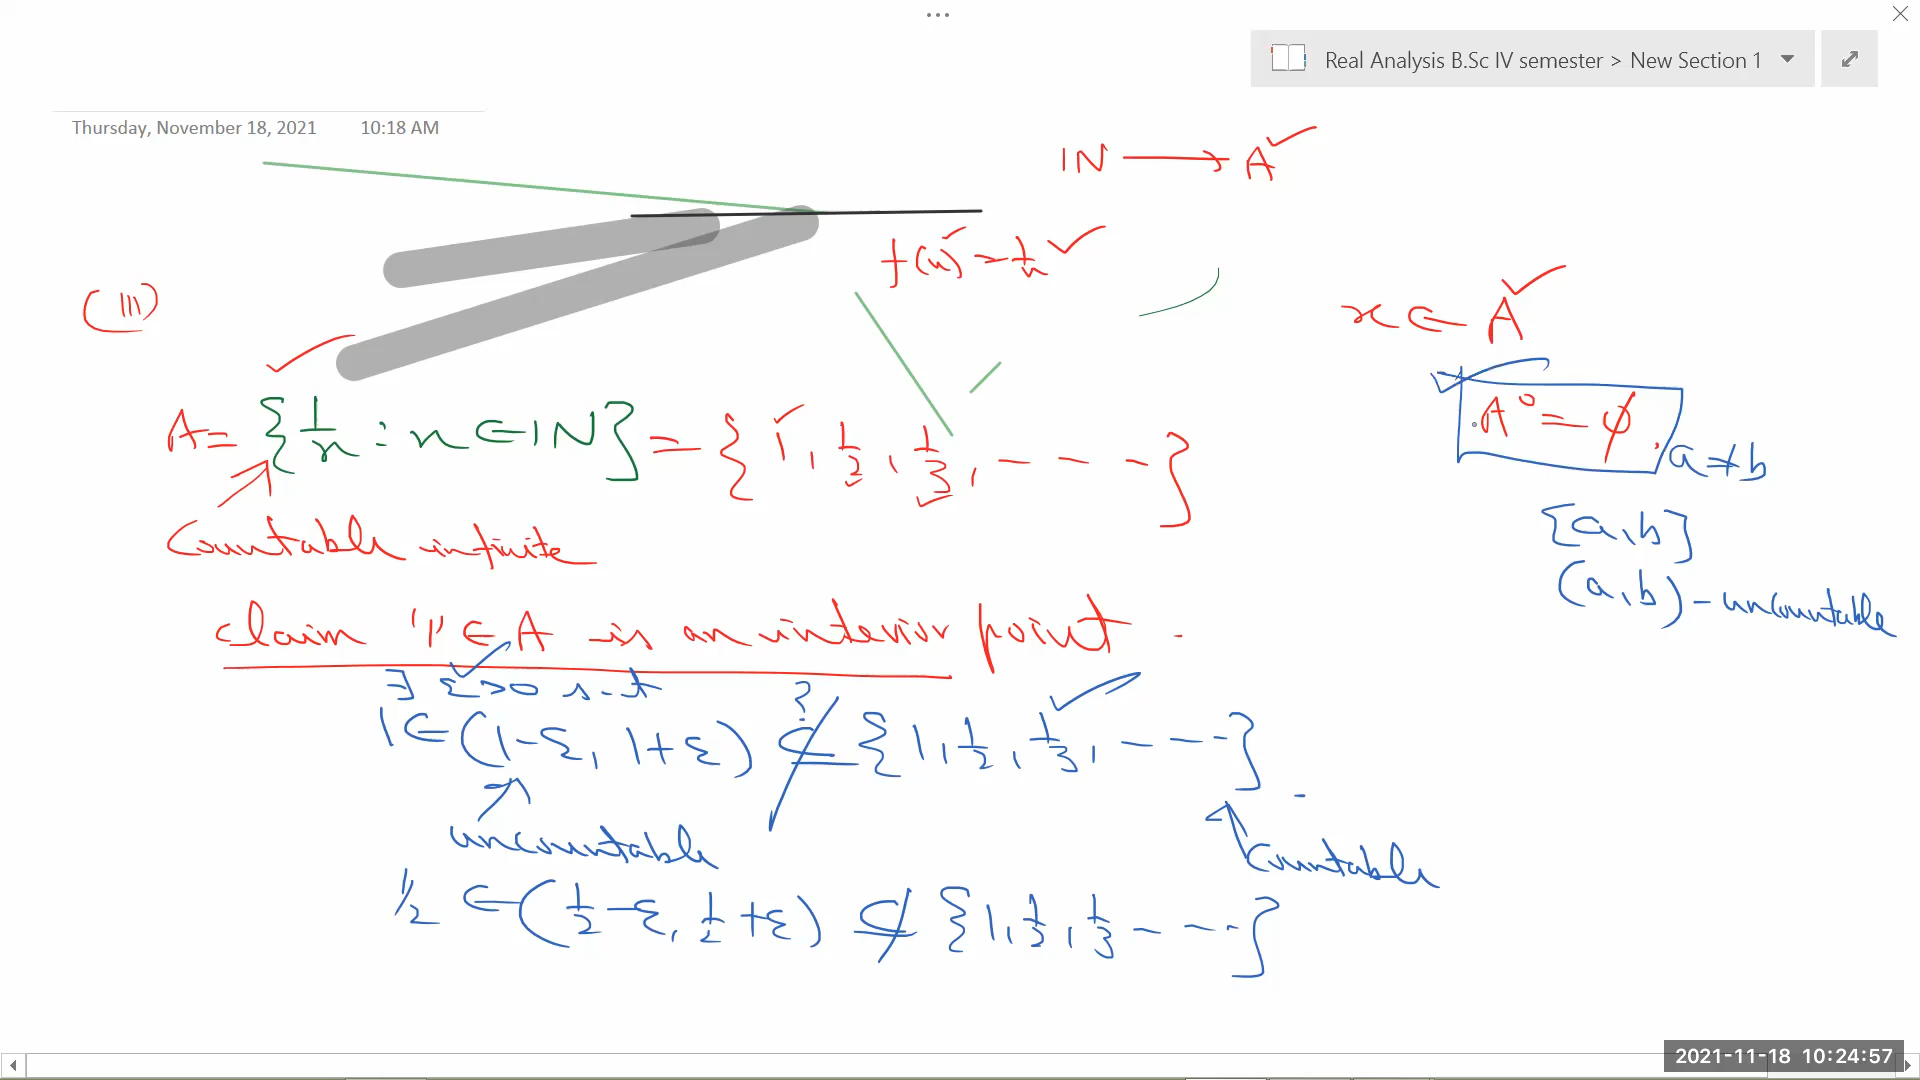 Real Analysis B.Sc IV semester > New Section 1
Thursday, November 18, 2021 10:18 AM
IN → A
f(n) = 1/n
(III)
x ∈ A
A° = ϕ.
a ≠ b
A = {1/n : n ∈ IN} = {1, 1/2, 1/3, - - - -}
[a,b]
Countable infinite
(a,b) - uncountable
claim '1' ∈ A is an interior point.
∃ ε>0 s.t
1 ∈ (1-ε, 1+ε) ⊈ ? {1, 1/2, 1/3, - - - -}.
uncountable
Countable
1/2 ∈ (1/2 - ε, 1/2 + ε) ⊈ {1, 1/2, 1/3 - - - -}
2021-11-18 10:24:57